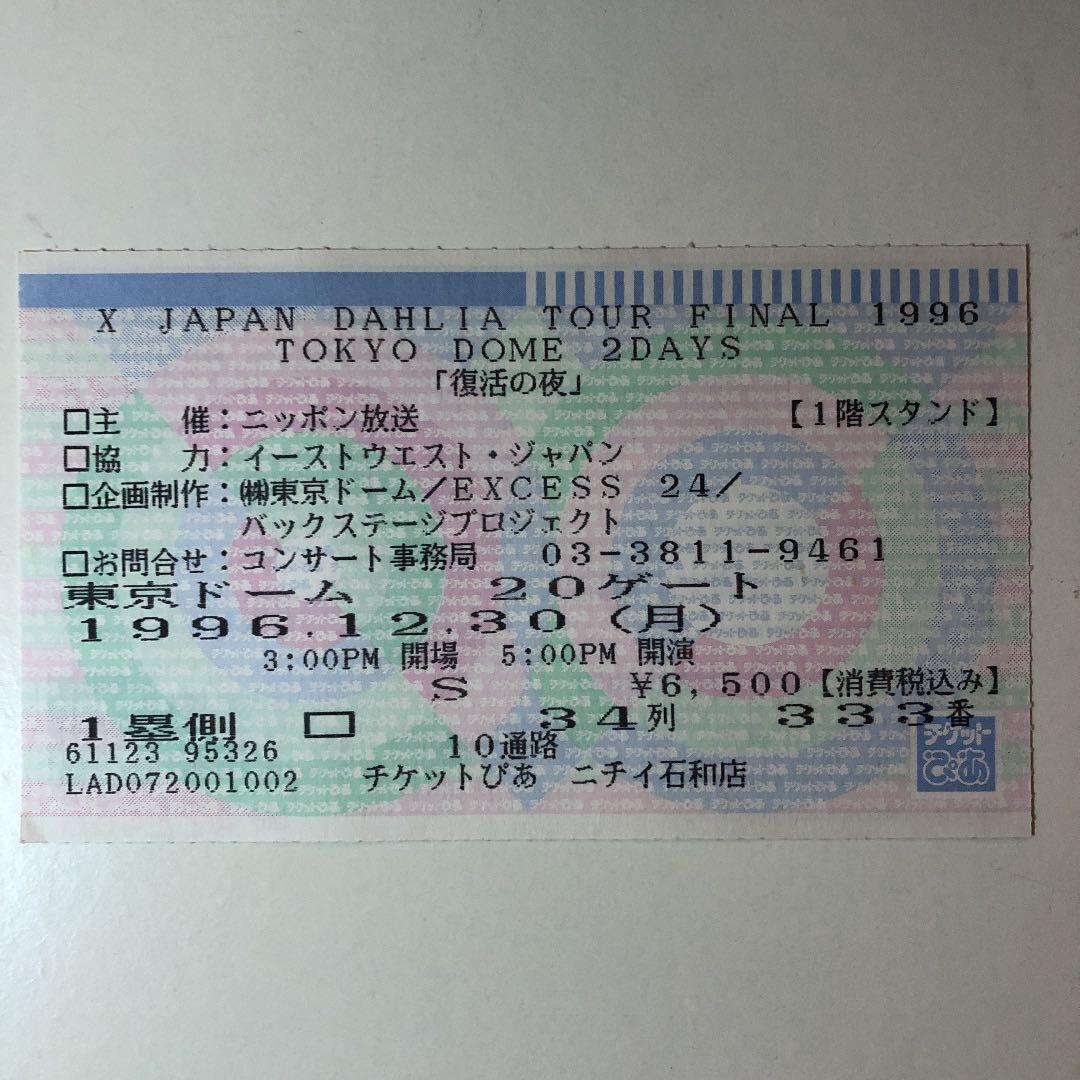 X JAPAN DAHLIA TOUR FINAL 1996
TOKYO DOME 2DAYS
「復活の夜」
【1階スタンド】
□主　　催：ニッポン放送
□協　　力：イーストウエスト・ジャパン
□企画制作：㈱東京ドーム／EXCESS 24／
バックステージプロジェクト
□お問合せ：コンサート事務局 03-3811-9461
東京ドーム 20ゲート
1996.12.30（月）
3:00PM 開場 5:00PM 開演
S ¥6,500【消費税込み】
1塁側 口 34列 333番
61123 95326 10通路
LAD072001002 チケットぴあ ニチイ石和店
チケットぴあ